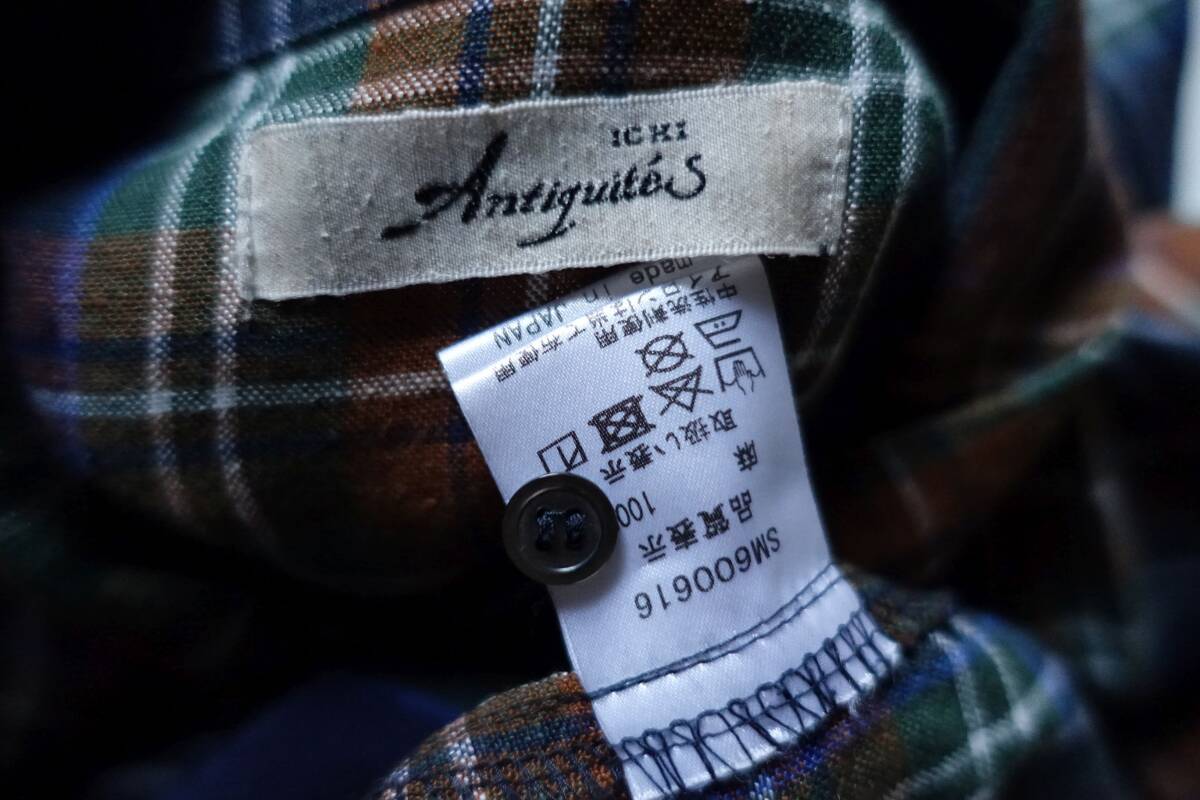 ICHI
Antiquités
SM600616
品質表示
麻 100
取扱い表示
中性洗剤使用
アイロンは当て布使用
made in JAPAN